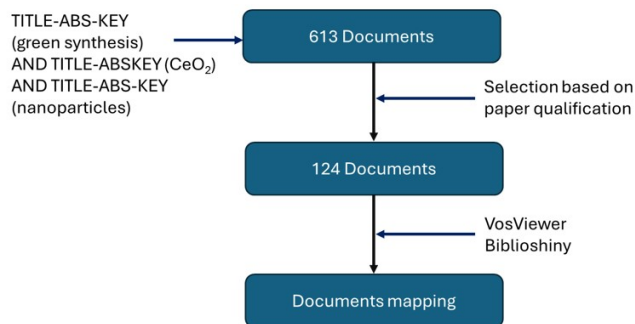 TITLE-ABS-KEY
(green synthesis)
AND TITLE-ABSKEY (CeO₂)
AND TITLE-ABS-KEY
(nanoparticles)
613 Documents
Selection based on
paper qualification
124 Documents
VosViewer
Biblioshiny
Documents mapping